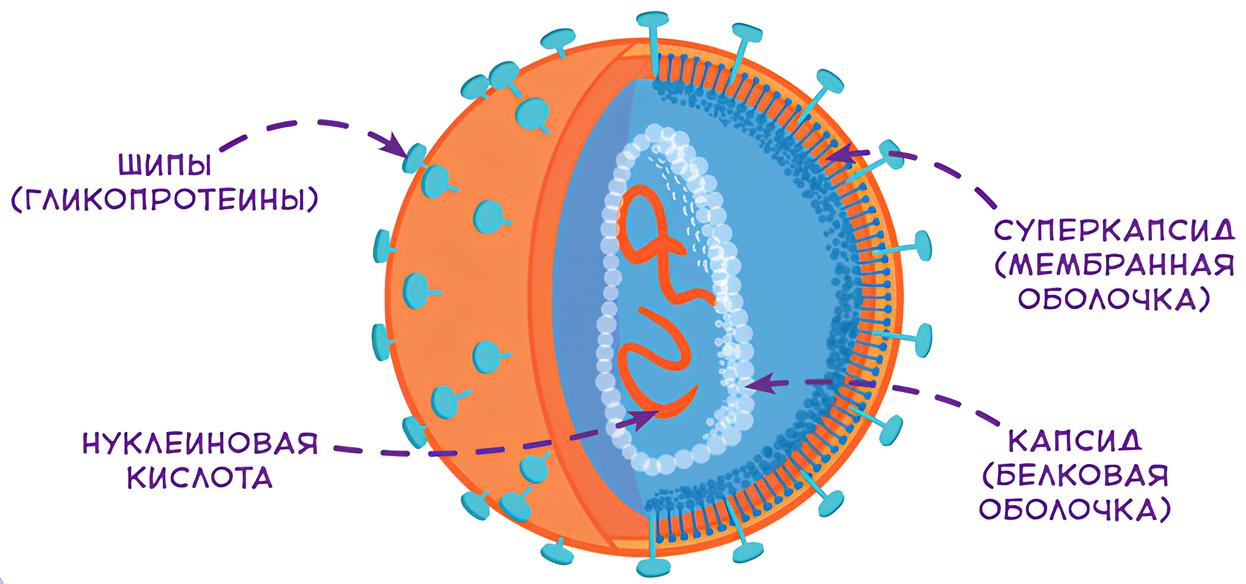 ШИПЫ
(ГЛИКОПРОТЕИНЫ)
СУПЕРКАПСИД
(МЕМБРАННАЯ
ОБОЛОЧКА)
НУКЛЕИНОВАЯ
КИСЛОТА
КАПСИД
(БЕЛКОВАЯ
ОБОЛОЧКА)